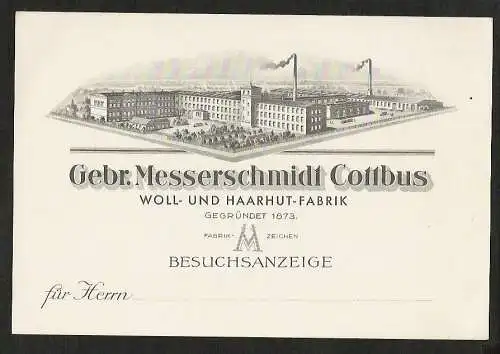 Gebr. Messerschmidt Cottbus
WOLL- UND HAARHUT-FABRIK
GEGRÜNDET 1873.
FABRIK- M ZEICHEN
BESUCHSANZEIGE
für Herrn